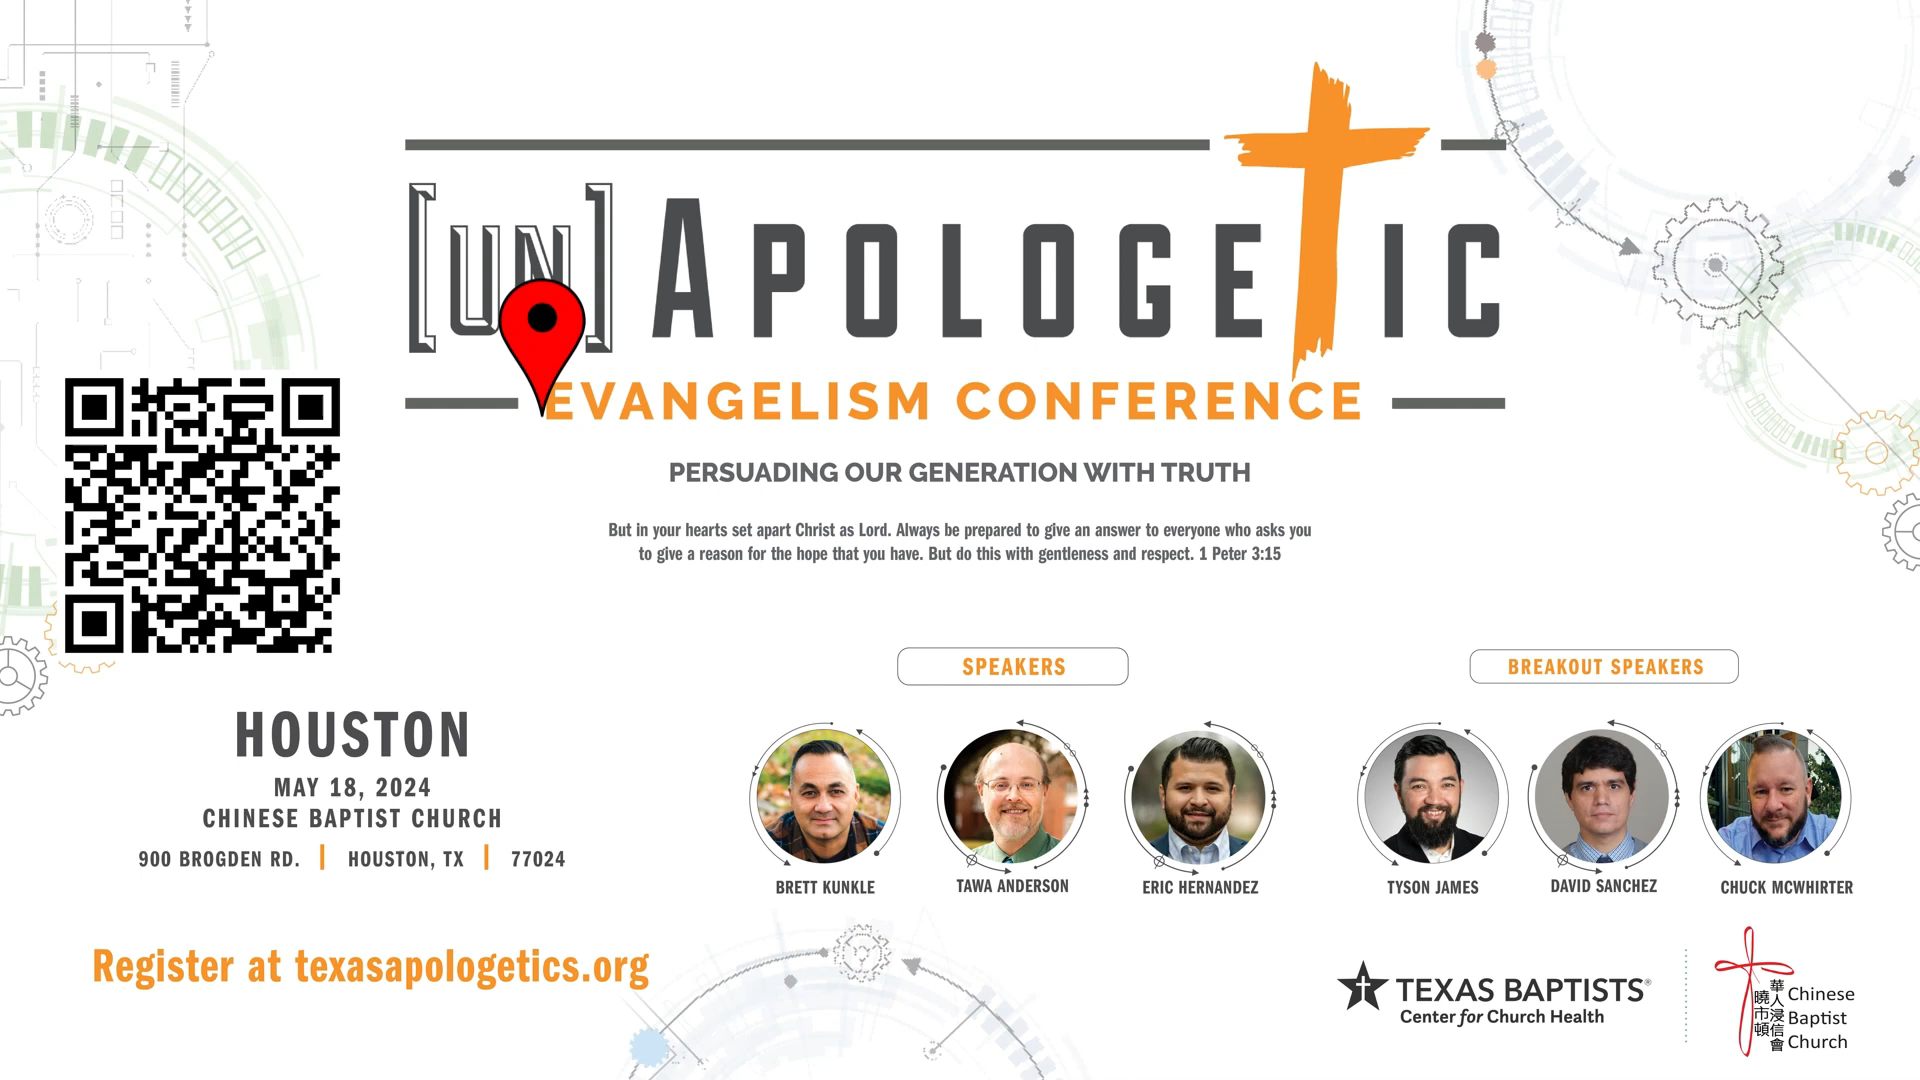 [UN]APOLOGETIC
EVANGELISM CONFERENCE
PERSUADING OUR GENERATION WITH TRUTH
But in your hearts set apart Christ as Lord. Always be prepared to give an answer to everyone who asks you
to give a reason for the hope that you have. But do this with gentleness and respect. 1 Peter 3:15
HOUSTON
MAY 18, 2024
CHINESE BAPTIST CHURCH
900 BROGDEN RD. | HOUSTON, TX | 77024
Register at texasapologetics.org
SPEAKERS
BRETT KUNKLE
TAWA ANDERSON
ERIC HERNANDEZ
BREAKOUT SPEAKERS
TYSON JAMES
DAVID SANCHEZ
CHUCK MCWHIRTER
TEXAS BAPTISTS®
Center for Church Health
華人浸信會
曉市頓
Chinese
Baptist
Church